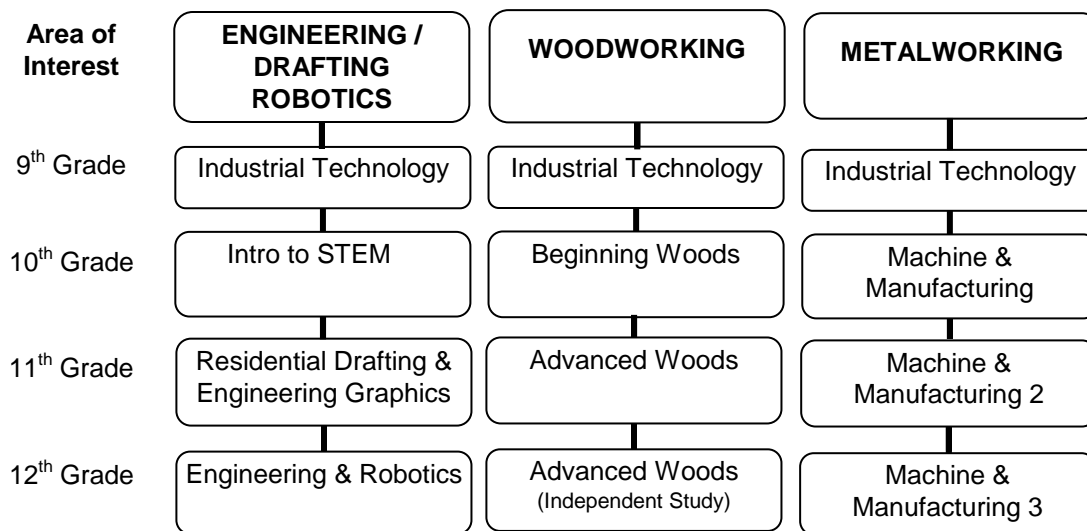 Area of
Interest
ENGINEERING /
DRAFTING
ROBOTICS
WOODWORKING
METALWORKING
9th Grade
Industrial Technology
Industrial Technology
Industrial Technology
10th Grade
Intro to STEM
Beginning Woods
Machine &
Manufacturing
11th Grade
Residential Drafting &
Engineering Graphics
Advanced Woods
Machine &
Manufacturing 2
12th Grade
Engineering & Robotics
Advanced Woods
(Independent Study)
Machine &
Manufacturing 3